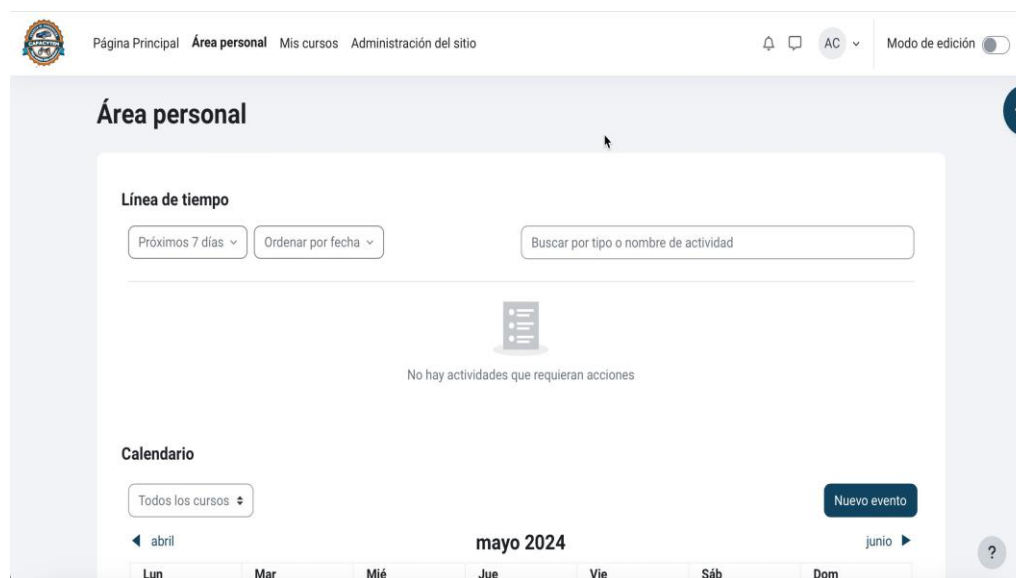 CAPACYTEM
Página Principal Área personal Mis cursos Administración del sitio AC Modo de edición
Área personal
Línea de tiempo
Próximos 7 días Ordenar por fecha Buscar por tipo o nombre de actividad
No hay actividades que requieran acciones
Calendario
Todos los cursos Nuevo evento
abril mayo 2024 junio
?
Lun Mar Mié Jue Vie Sáb Dom